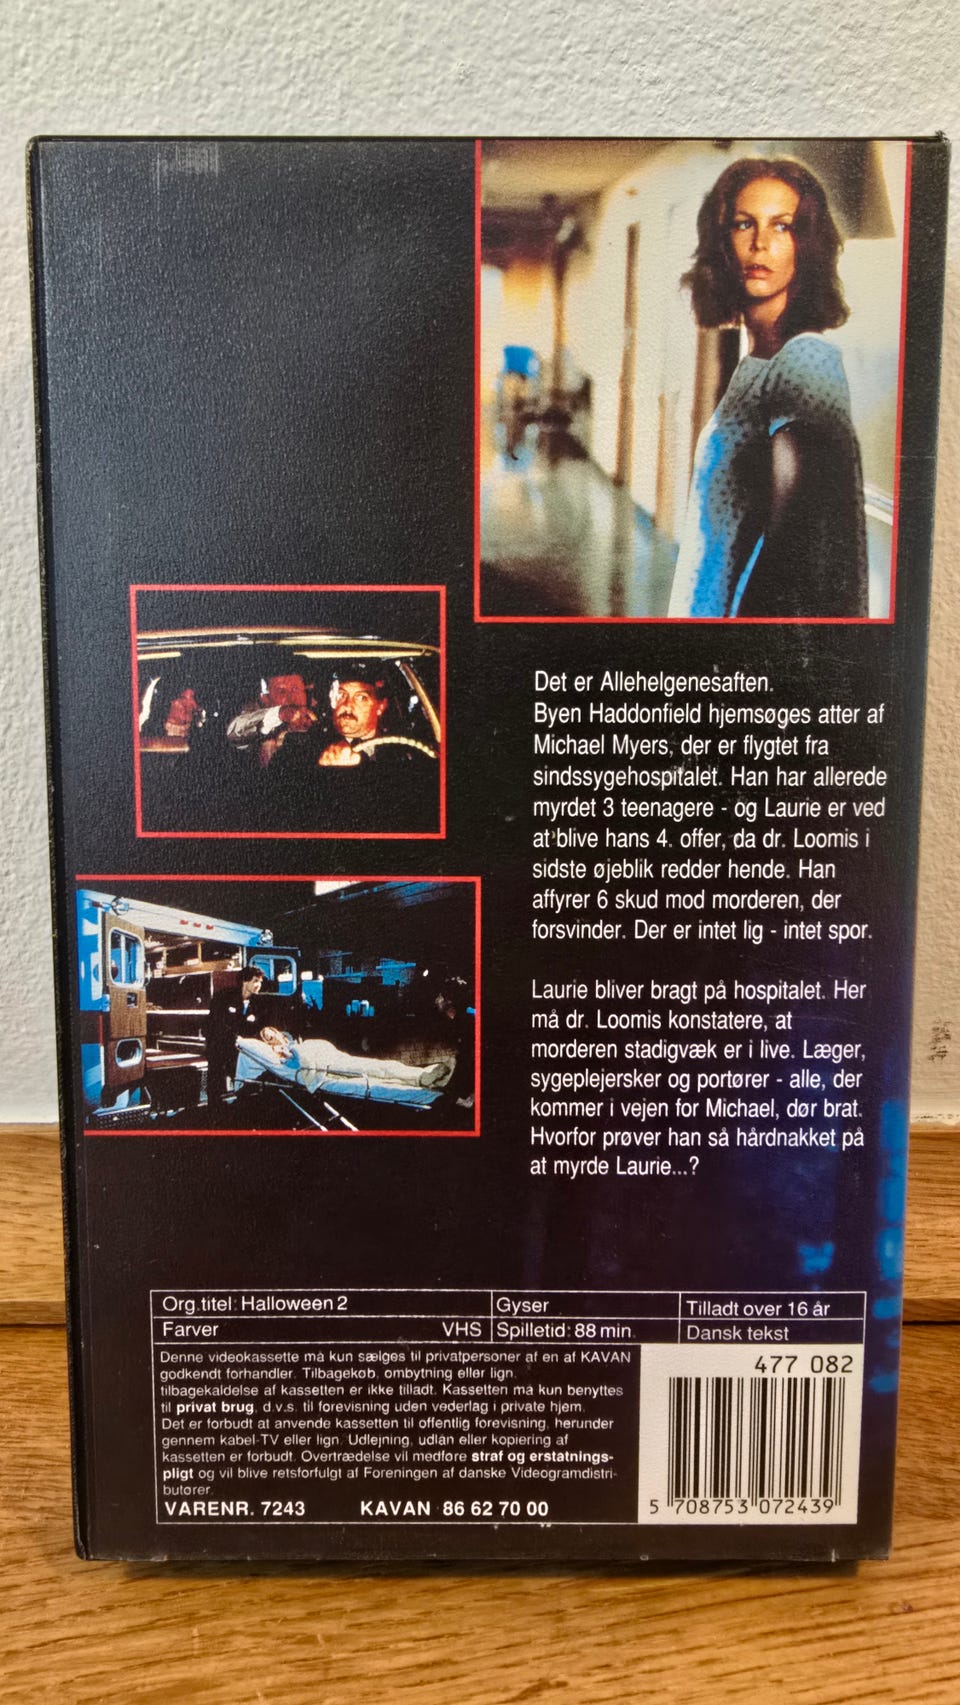 Det er Allehelgenesaften.
Byen Haddonfield hjemsøges atter af
Michael Myers, der er flygtet fra
sindssygehospitalet. Han har allerede
myrdet 3 teenagere - og Laurie er ved
at blive hans 4. offer, da dr. Loomis i
sidste øjeblik redder hende. Han
affyrer 6 skud mod morderen, der
forsvinder. Der er intet lig - intet spor.
Laurie bliver bragt på hospitalet. Her
må dr. Loomis konstatere, at
morderen stadigvæk er i live. Læger,
sygeplejersker og portører - alle, der
kommer i vejen for Michael, dør brat.
Hvorfor prøver han så hårdnakket på
at myrde Laurie...?
Org.titel: Halloween 2 Gyser Tilladt over 16 år
Farver VHS Spilletid: 88 min. Dansk tekst
Denne videokassette må kun sælges til privatpersoner af en af KAVAN
godkendt forhandler. Tilbagekøb, ombytning eller lign.
tilbagekaldelse af kassetten er ikke tilladt. Kassetten må kun benyttes
til privat brug, d.v.s. til forevisning uden vederlag i private hjem.
Det er forbudt at anvende kassetten til offentlig forevisning, herunder
gennem kabel-TV eller lign. Udlejning, udlån eller kopiering af
kassetten er forbudt. Overtrædelse vil medføre straf og erstatnings-
pligt og vil blive retsforfulgt af Foreningen af danske Videogramdistri-
butører.
VARENR. 7243 KAVAN 86 62 70 00
477 082
5 708753 072439